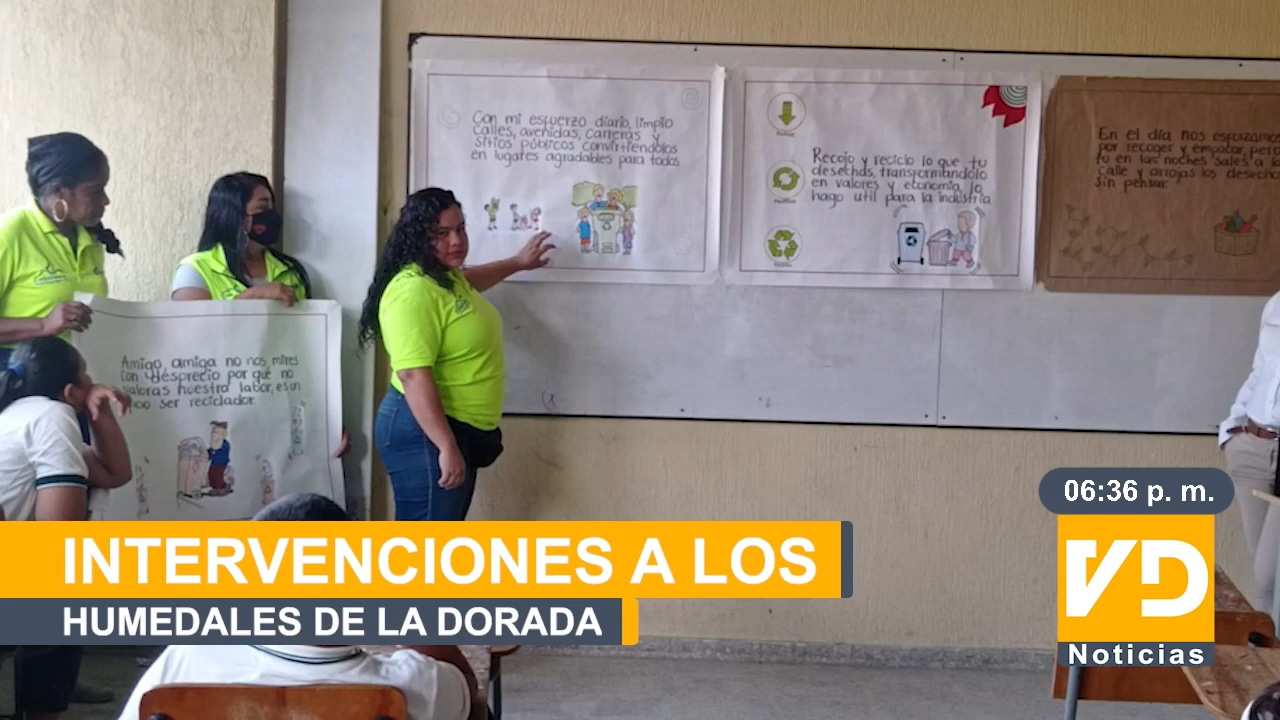 Con mi esfuerzo diario, limpio
calles, avenidas, carreras y
sitios públicos convirtiéndolos
en lugares agradables para todos
Recojo y reciclo lo que tu
desechas, transformándolo
en valores y economía, lo
hago util para la industria
En el día nos esforzamos
por recoger y empacar, pero
tu en las noches sales a la
calle y arrojas los desechos
sin pensar.
Amigo, amiga no nos mires
con desprecio por qué no
valoras nuestra labor, es un
ser reciclador.
06:36 p. m.
VD
Noticias
INTERVENCIONES A LOS
HUMEDALES DE LA DORADA